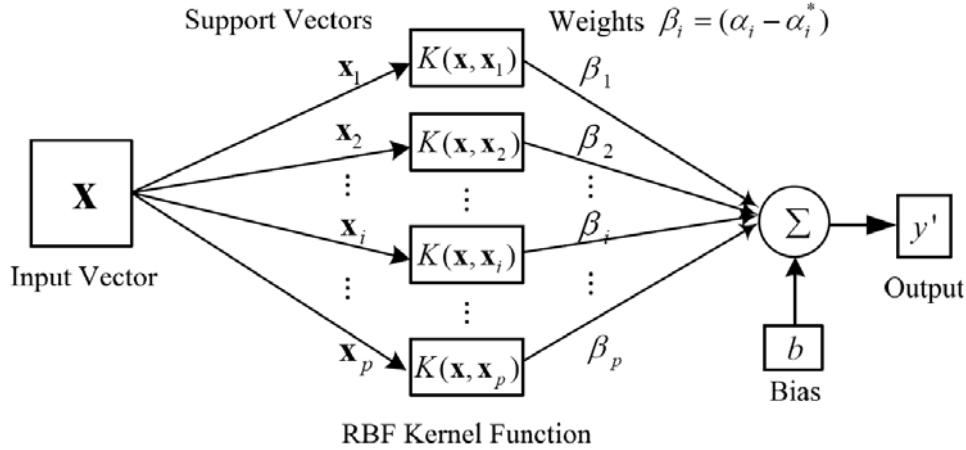 Support Vectors
Weights βᵢ = (αᵢ − αᵢ*)
x₁
K(x, x₁)
β₁
x₂
K(x, x₂)
β₂
⋮
⋮
⋮
x
Input Vector
xᵢ
K(x, xᵢ)
βᵢ
Σ
y'
Output
⋮
⋮
⋮
xₚ
K(x, xₚ)
βₚ
b
Bias
RBF Kernel Function